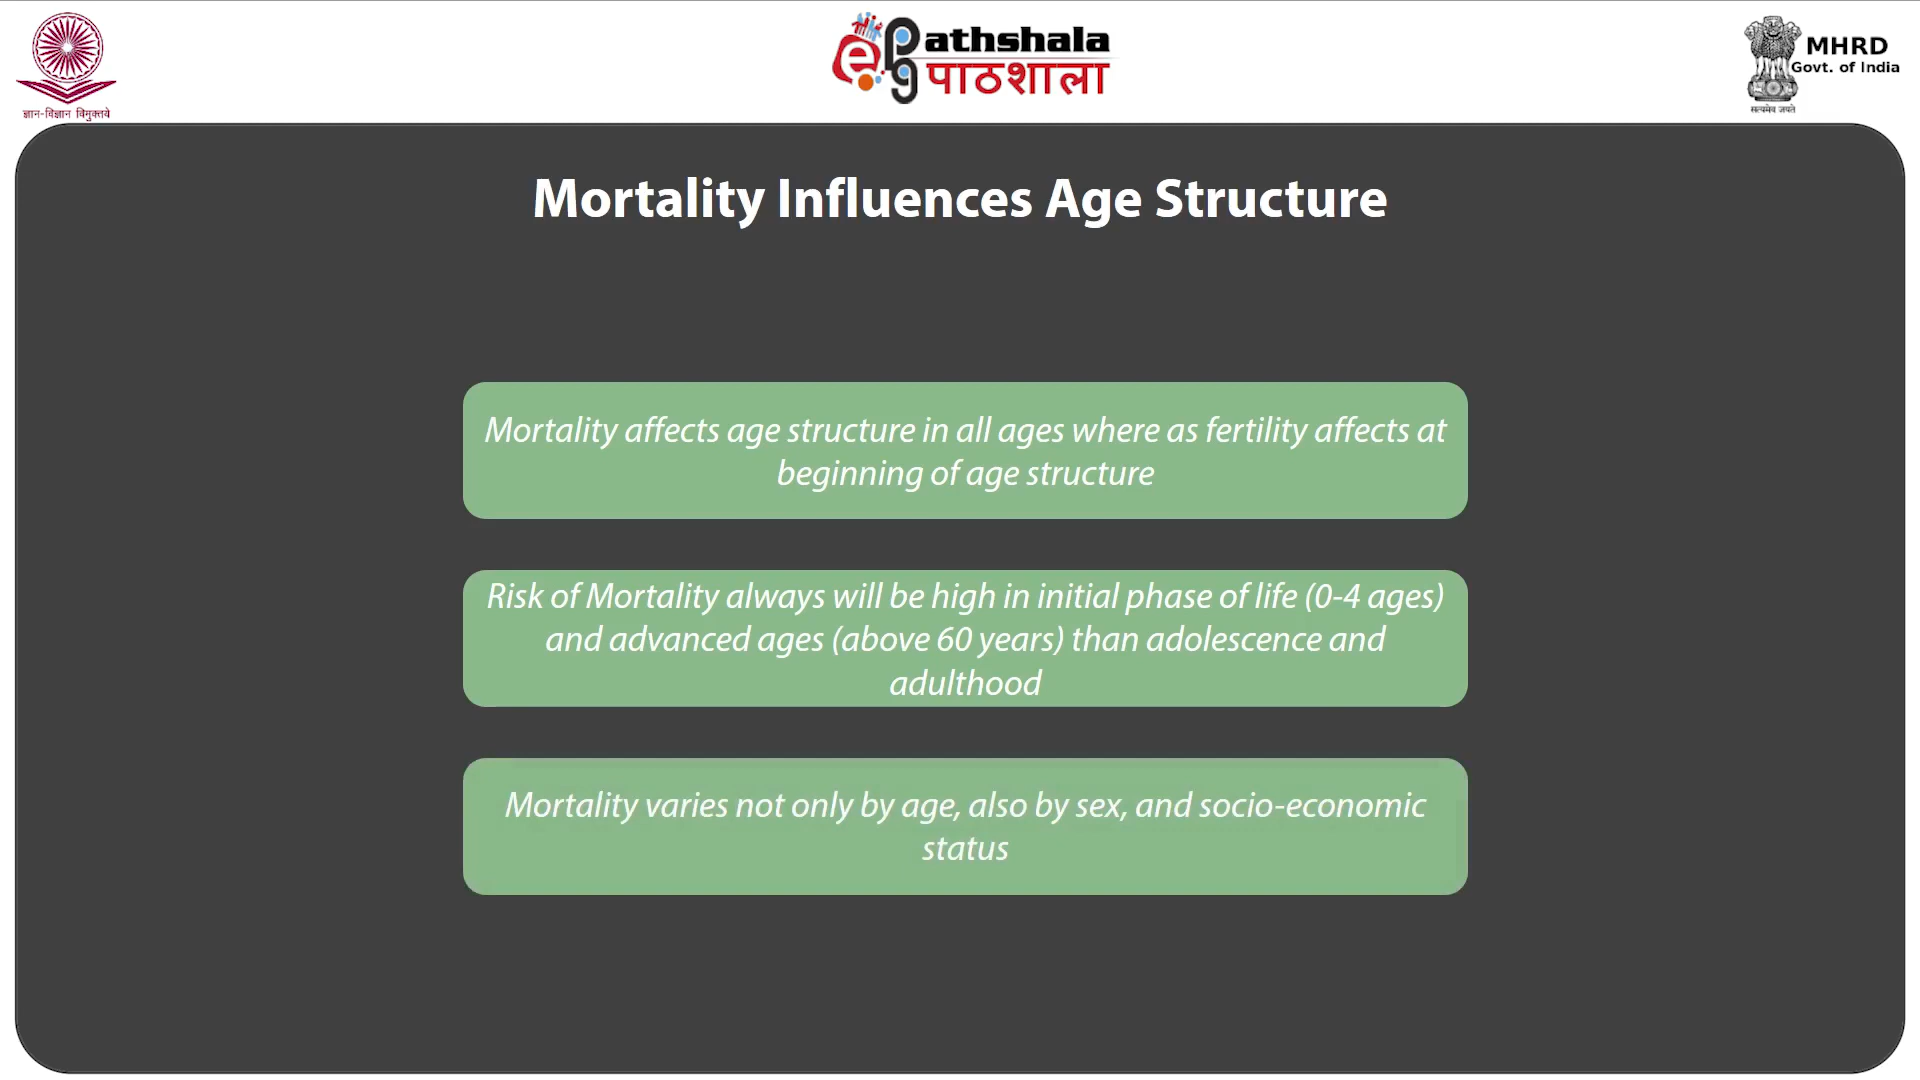 ज्ञान-विज्ञान विमुक्तये
ePathshala
पाठशाला
MHRD
Govt. of India
सत्यमेव जयते
Mortality Influences Age Structure
Mortality affects age structure in all ages where as fertility affects at
beginning of age structure
Risk of Mortality always will be high in initial phase of life (0-4 ages)
and advanced ages (above 60 years) than adolescence and
adulthood
Mortality varies not only by age, also by sex, and socio-economic
status